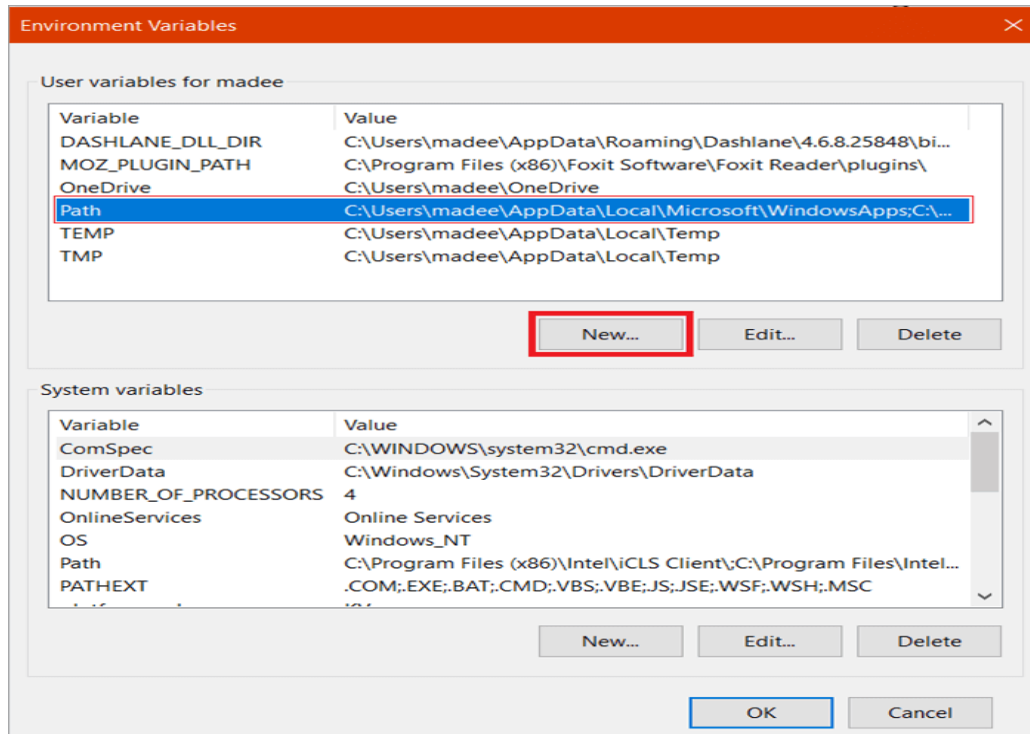 Environment Variables
User variables for madee
Variable Value
DASHLANE_DLL_DIR C:\Users\madee\AppData\Roaming\Dashlane\4.6.8.25848\bi...
MOZ_PLUGIN_PATH C:\Program Files (x86)\Foxit Software\Foxit Reader\plugins\
OneDrive C:\Users\madee\OneDrive
Path C:\Users\madee\AppData\Local\Microsoft\WindowsApps;C:\...
TEMP C:\Users\madee\AppData\Local\Temp
TMP C:\Users\madee\AppData\Local\Temp
New... Edit... Delete
System variables
Variable Value
ComSpec C:\WINDOWS\system32\cmd.exe
DriverData C:\Windows\System32\Drivers\DriverData
NUMBER_OF_PROCESSORS 4
OnlineServices Online Services
OS Windows_NT
Path C:\Program Files (x86)\Intel\iCLS Client\;C:\Program Files\Intel...
PATHEXT .COM;.EXE;.BAT;.CMD;.VBS;.VBE;.JS;.JSE;.WSF;.WSH;.MSC
New... Edit... Delete
OK Cancel